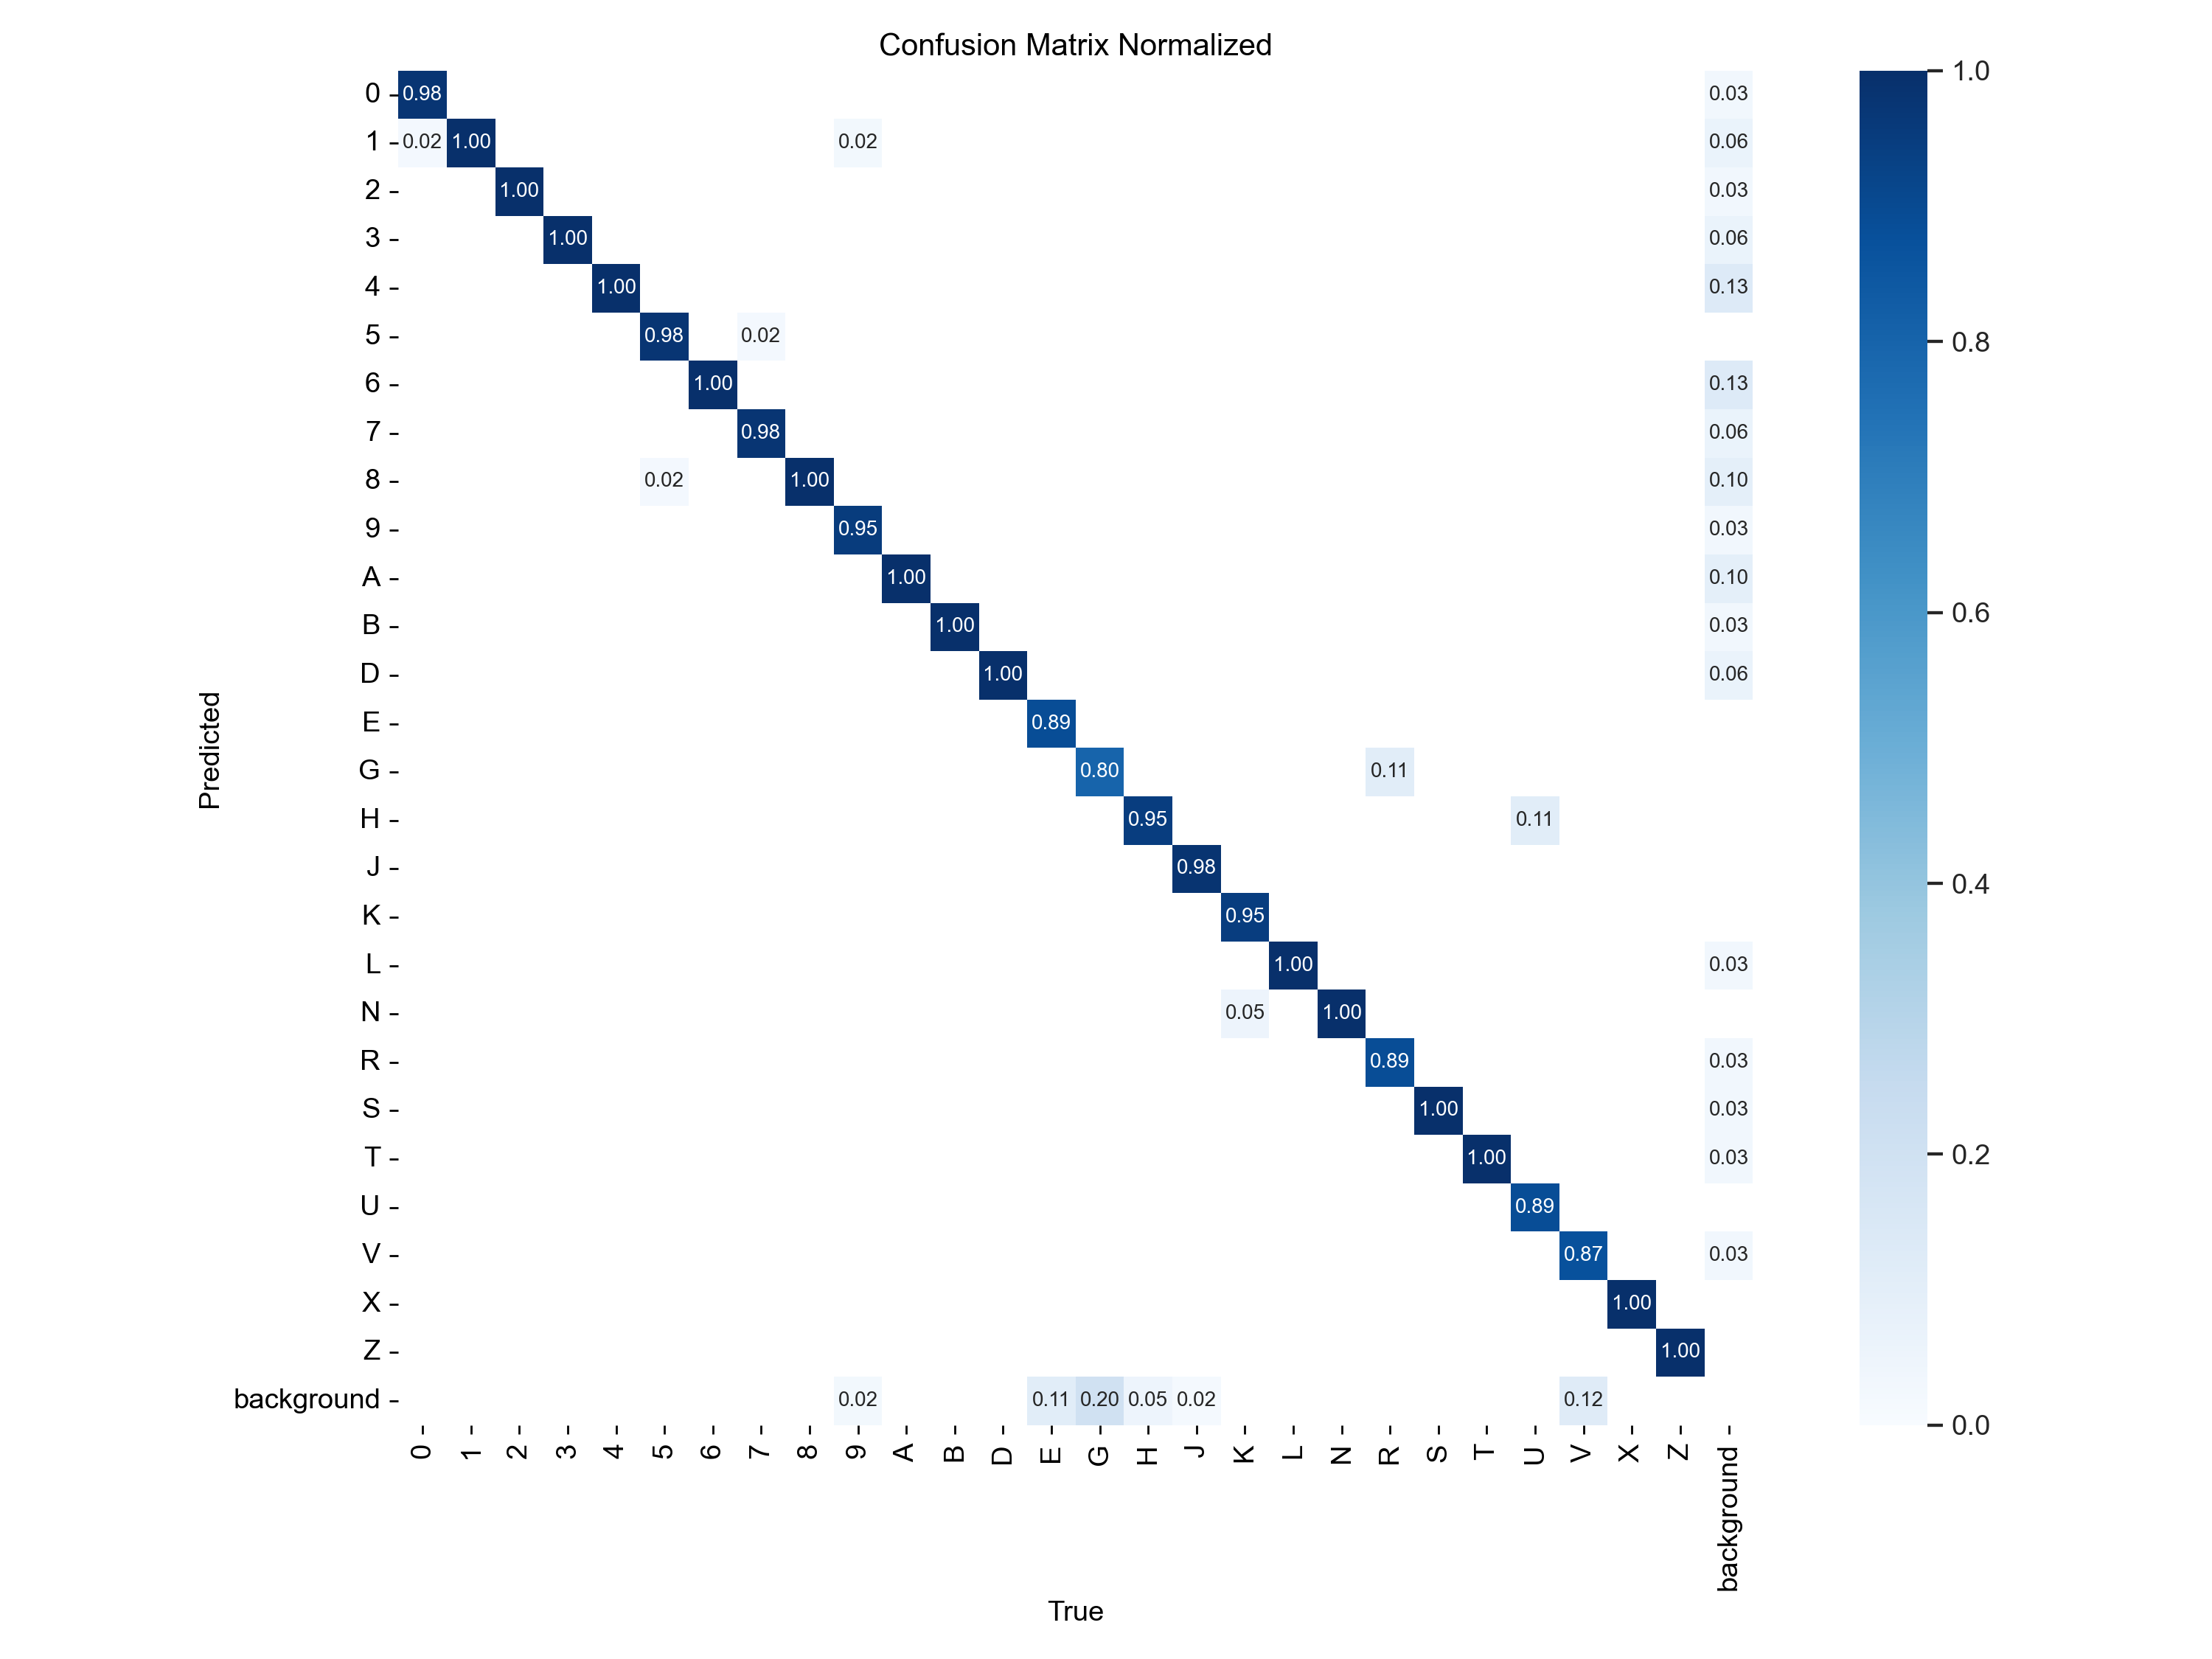 Confusion Matrix Normalized
0 0.98 0.03 1.0
1 0.02 1.00 0.02 0.06
2 1.00 0.03
3 1.00 0.06
4 1.00 0.13
5 0.98 0.02 0.8
6 1.00 0.13
7 0.98 0.06
8 0.02 1.00 0.10
9 0.95 0.03
A 1.00 0.10
B 1.00 0.03 0.6
D 1.00 0.06
Predicted
E 0.89
G 0.80 0.11
H 0.95 0.11
J 0.98
K 0.95 0.4
L 1.00 0.03
N 0.05 1.00
R 0.89 0.03
S 1.00 0.03
T 1.00 0.03 0.2
U 0.89
V 0.87 0.03
X 1.00
Z 1.00
background 0.02 0.11 0.20 0.05 0.02 0.12 0.0
0 1 2 3 4 5 6 7 8 9 A B D E G H J K L N R S T U V X Z background
True